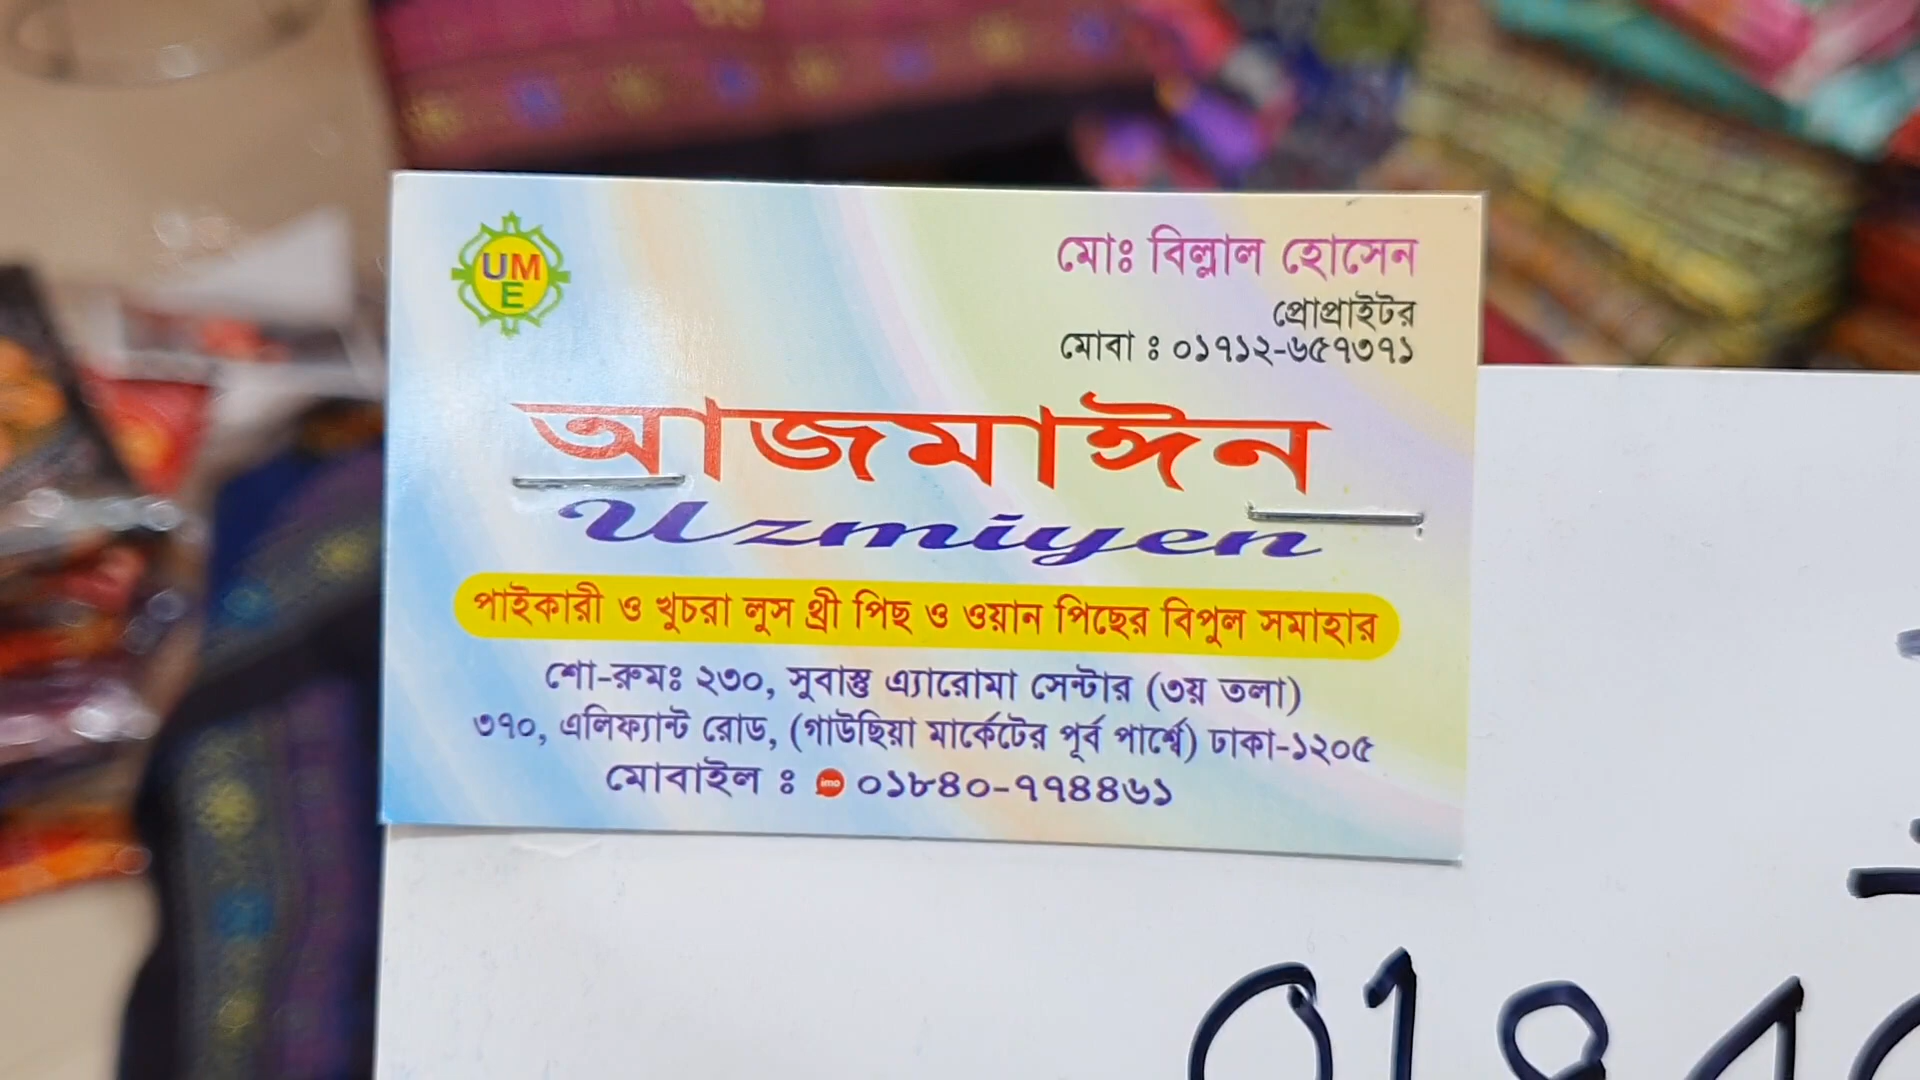 UM
E
মোঃ বিল্লাল হোসেন
প্রোপ্রাইটর
মোবা ঃ ০১৭১২-৬৫৭৩৭১
আজমাঈন
Uzmiyen
পাইকারী ও খুচরা লুস থ্রী পিছ ও ওয়ান পিছের বিপুল সমাহার
শো-রুমঃ ২৩০, সুবাস্তু এ্যারোমা সেন্টার (৩য় তলা)
৩৭০, এলিফ্যান্ট রোড, (গাউছিয়া মার্কেটের পূর্ব পার্শ্বে) ঢাকা-১২০৫
মোবাইল ঃ imo ০১৮৪০-৭৭৪৪৬১